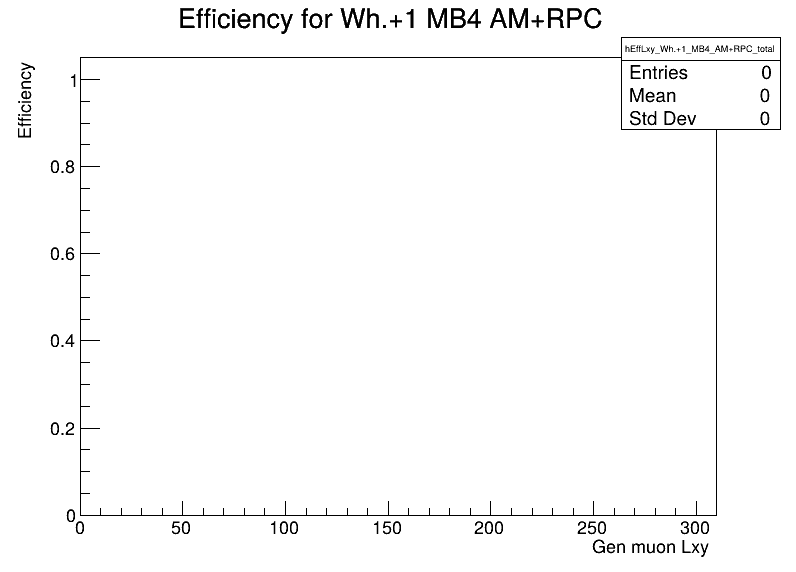 Efficiency for Wh.+1 MB4 AM+RPC
hEffLxy_Wh.+1_MB4_AM+RPC_total
Entries 0
Mean 0
Std Dev 0
Efficiency
1
0.8
0.6
0.4
0.2
0
0 50 100 150 200 250 300
Gen muon Lxy